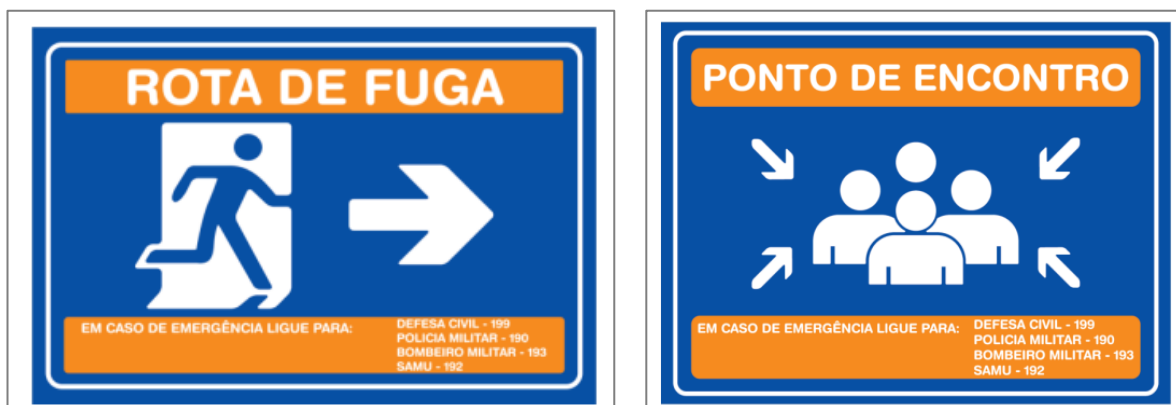 ROTA DE FUGA
EM CASO DE EMERGÊNCIA LIGUE PARA:
DEFESA CIVIL - 199
POLICIA MILITAR - 190
BOMBEIRO MILITAR - 193
SAMU - 192
PONTO DE ENCONTRO
EM CASO DE EMERGÊNCIA LIGUE PARA:
DEFESA CIVIL - 199
POLICIA MILITAR - 190
BOMBEIRO MILITAR - 193
SAMU - 192